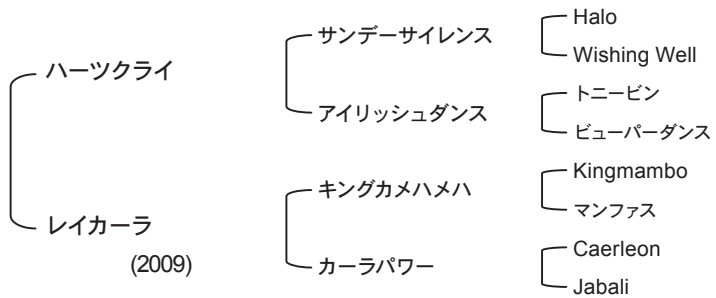 ハーツクライ
レイカーラ
(2009)
サンデーサイレンス
アイリッシュダンス
キングカメハメハ
カーラパワー
Halo
Wishing Well
トニービン
ビューパーダンス
Kingmambo
マンファス
Caerleon
Jabali